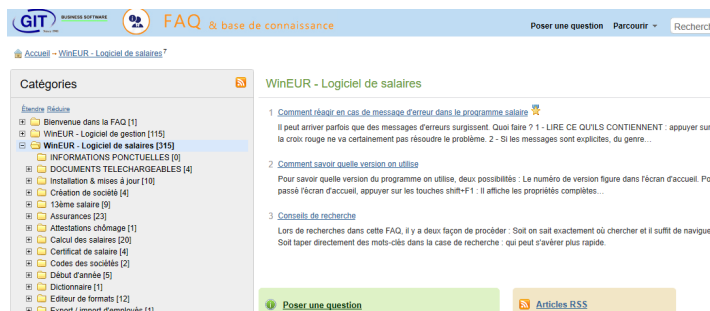 GIT BUSINESS SOFTWARE
Since 1980
FAQ & base de connaissance
Poser une question Parcourir
Accueil → WinEUR - Logiciel de salaires 7
Catégories
Étendre Réduire
Bienvenue dans la FAQ [1]
WinEUR - Logiciel de gestion [115]
WinEUR - Logiciel de salaires [315]
INFORMATIONS PONCTUELLES [0]
DOCUMENTS TELECHARGEABLES [4]
Installation & mises à jour [10]
Création de société [4]
13ème salaire [9]
Assurances [23]
Attestations chômage [1]
Calcul des salaires [20]
Certificat de salaire [4]
Codes des sociétés [2]
Début d'année [5]
Dictionnaire [1]
Editeur de formats [12]
Export / import d'employés [1]
WinEUR - Logiciel de salaires
1 Comment réagir en cas de message d'erreur dans le programme salaire
Il peut arriver parfois que des messages d'erreurs surgissent. Quoi faire ? 1 - LIRE CE QU'ILS CONTIENNENT : appuyer sur
la croix rouge ne va certainement pas résoudre le problème. 2 - Si les messages sont explicites, du genre...
2 Comment savoir quelle version on utilise
Pour savoir quelle version du programme on utilise, deux possibilités : Le numéro de version figure dans l'écran d'accueil. Po
passé l'écran d'accueil, appuyer sur les touches shift+F1 : Il affiche les propriétés complètes...
3 Conseils de recherche
Lors de recherches dans cette FAQ, il y a deux façon de procéder : Soit on sait exactement où chercher et il suffit de navigue
Soit taper directement des mots-clés dans la case de recherche : qui peut s'avérer plus rapide.
Poser une question
Articles RSS